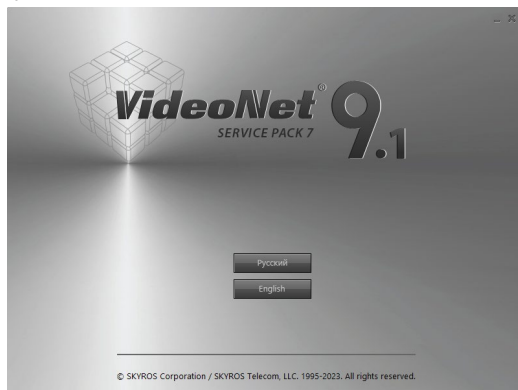 VideoNet® 9.1
SERVICE PACK 7
Русский
English
© SKYROS Corporation / SKYROS Telecom, LLC. 1995-2023. All rights reserved.